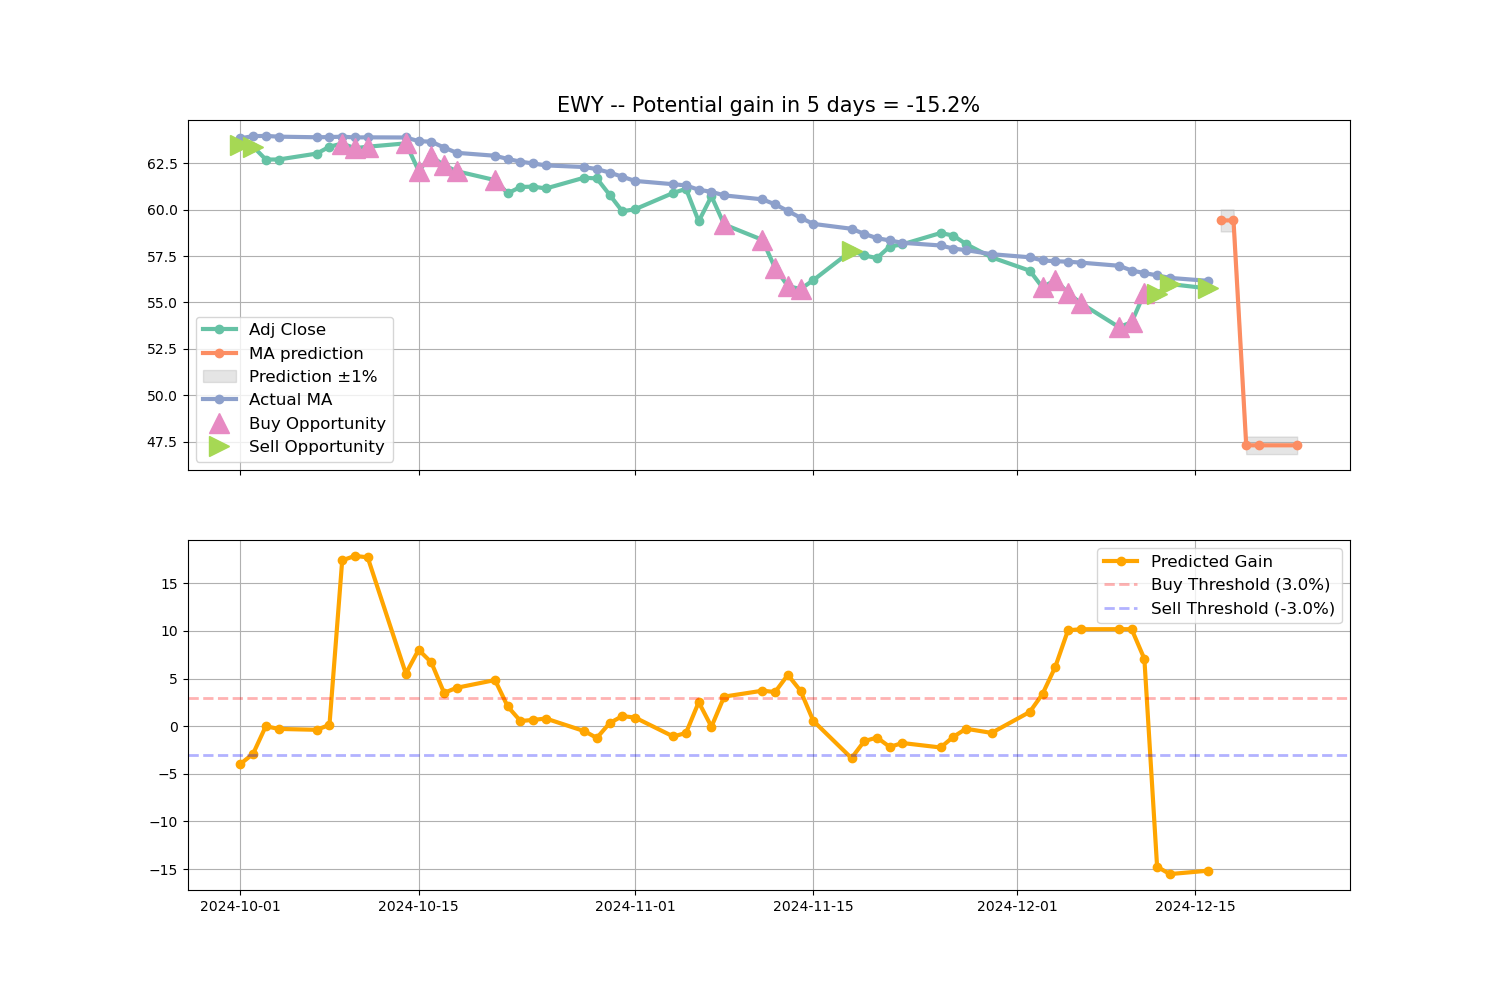 EWY -- Potential gain in 5 days = -15.2%
62.5
60.0
57.5
55.0
52.5
50.0
47.5
Adj Close
MA prediction
Prediction ±1%
Actual MA
Buy Opportunity
Sell Opportunity
15
10
5
0
−5
−10
−15
Predicted Gain
Buy Threshold (3.0%)
Sell Threshold (-3.0%)
2024-10-01
2024-10-15
2024-11-01
2024-11-15
2024-12-01
2024-12-15